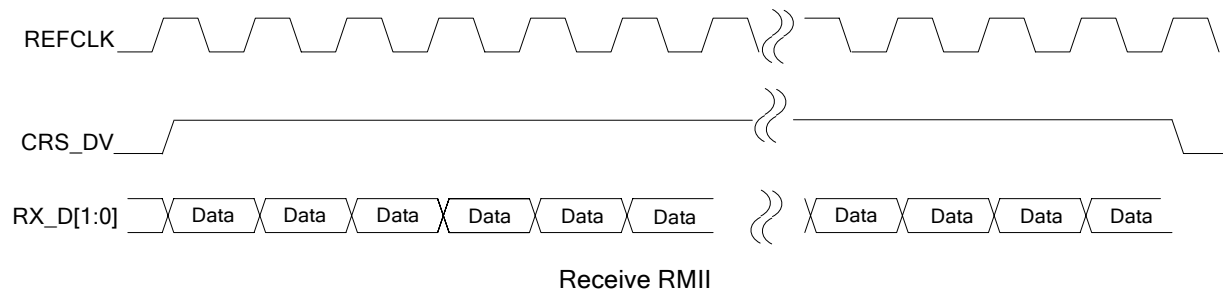 REFCLK
CRS_DV
RX_D[1:0] Data Data Data Data Data Data Data Data Data Data
Receive RMII